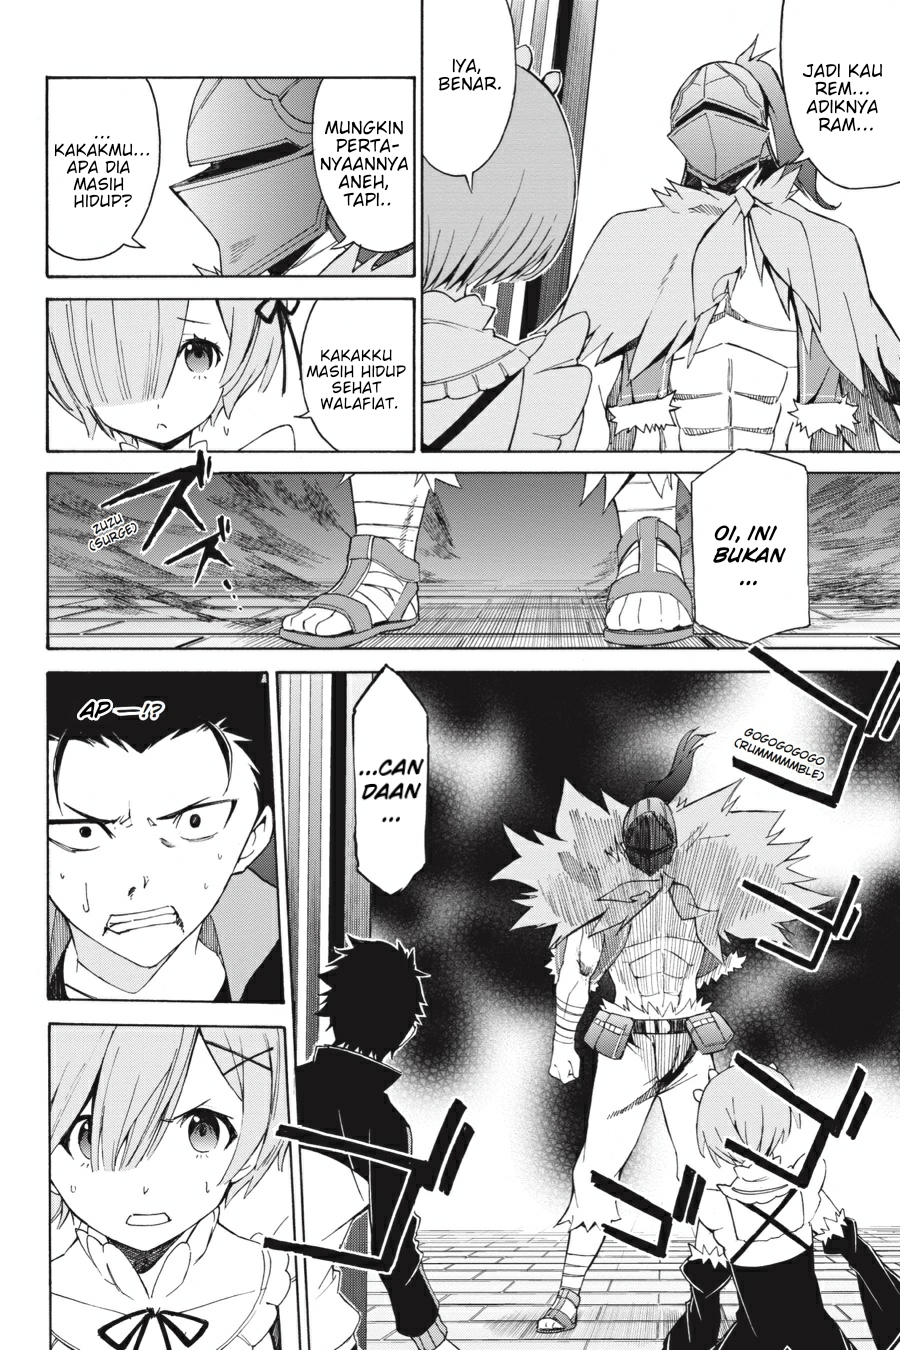 JADI KAU
REM...
ADIKNYA
RAM...
IYA,
BENAR.
MUNGKIN
PERTA-
NYAANNYA
ANEH,
TAPI..
...
KAKAKMU...
APA DIA
MASIH
HIDUP?
KAKAKKU
MASIH HIDUP
SEHAT
WALAFIAT.
OI, INI
BUKAN
...
ZUZU
(SURGE)
...CAN
DAAN
...
AP—!?
GOGOGOGOGO
(RUMMMMMBLE)